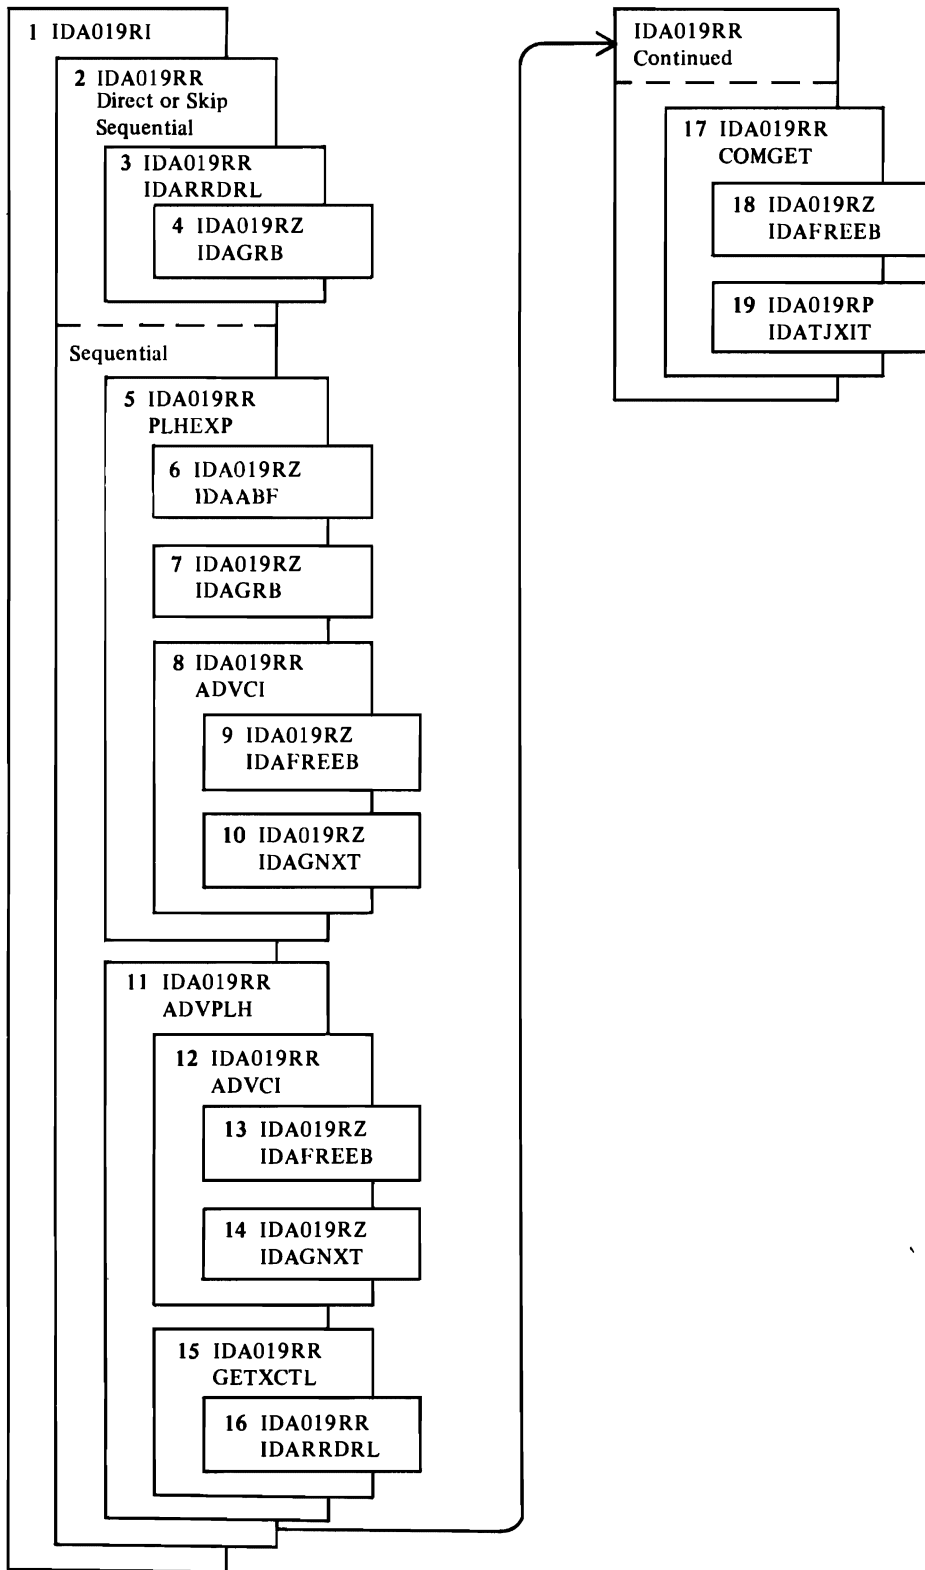 1 IDA019RI
2 IDA019RR
Direct or Skip
Sequential
3 IDA019RR
IDARRDRL
4 IDA019RZ
IDAGRB
Sequential
5 IDA019RR
PLHEXP
6 IDA019RZ
IDAABF
7 IDA019RZ
IDAGRB
8 IDA019RR
ADVCI
9 IDA019RZ
IDAFREEB
10 IDA019RZ
IDAGNXT
11 IDA019RR
ADVPLH
12 IDA019RR
ADVCI
13 IDA019RZ
IDAFREEB
14 IDA019RZ
IDAGNXT
15 IDA019RR
GETXCTL
16 IDA019RR
IDARRDRL
IDA019RR
Continued
17 IDA019RR
COMGET
18 IDA019RZ
IDAFREEB
19 IDA019RP
IDATJXIT